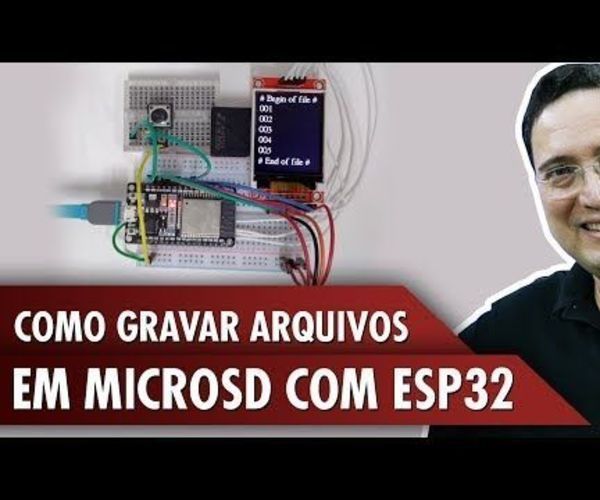 # Begin of file #
001
002
003
004
005
# End of file #
COMO GRAVAR ARQUIVOS
EM MICROSD COM ESP32